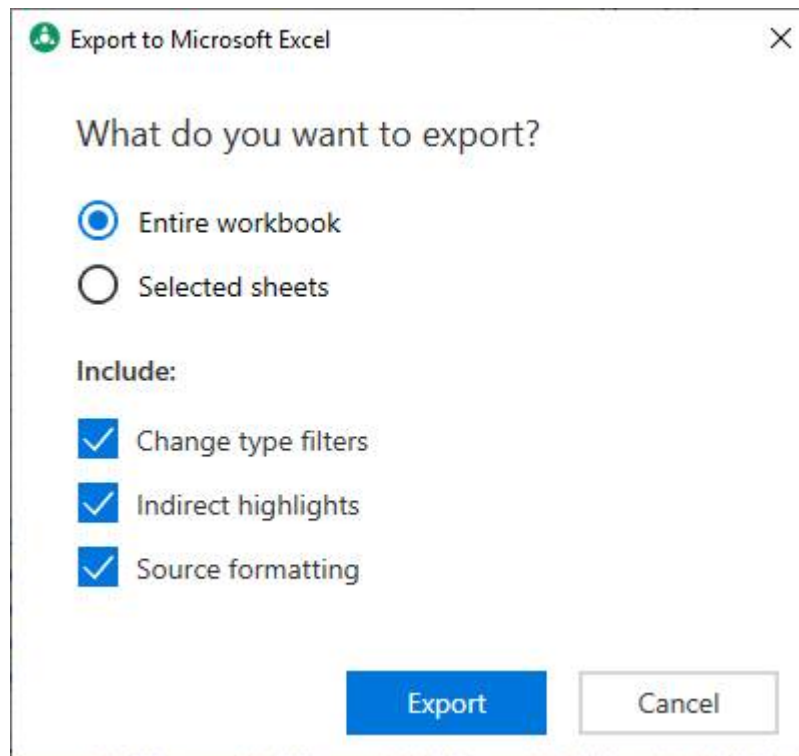 Export to Microsoft Excel
What do you want to export?
Entire workbook
Selected sheets
Include:
Change type filters
Indirect highlights
Source formatting
Export Cancel